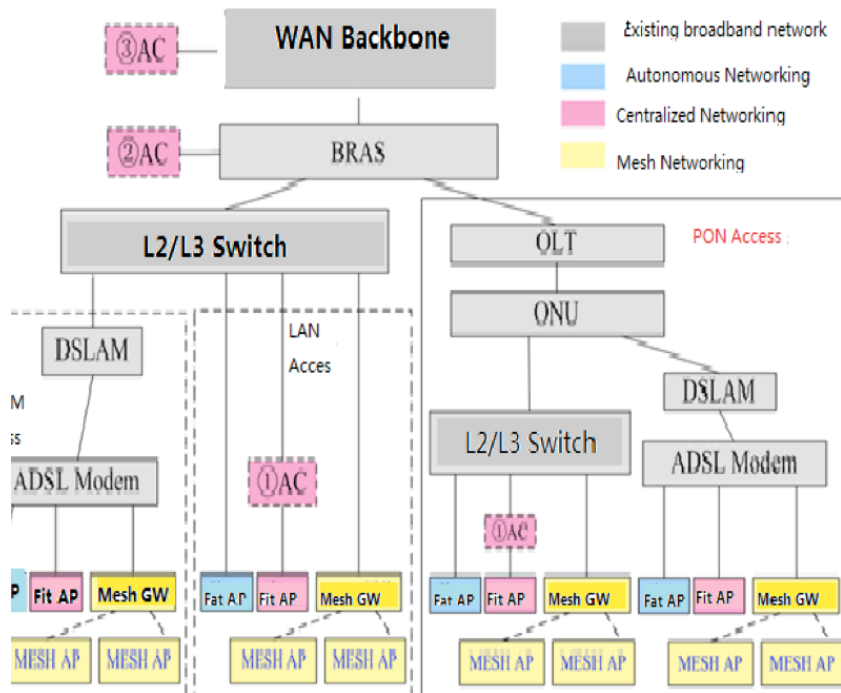 ③AC
WAN Backbone
Existing broadband network
Autonomous Networking
Centralized Networking
Mesh Networking
②AC
BRAS
L2/L3 Switch
OLT
PON Access
ONU
LAN
Acces
DSLAM
DSLAM
M
ss
L2/L3 Switch
ADSL Modem
ADSL Modem
①AC
①AC
P
Fit AP
Mesh GW
Fat AP
Fit AP
Mesh GW
Fat AP
Fit AP
Mesh GW
Fat AP
Fit AP
Mesh GW
MESH AP
MESH AP
MESH AP
MESH AP
MESH AP
MESH AP
MESH AP
MESH AP